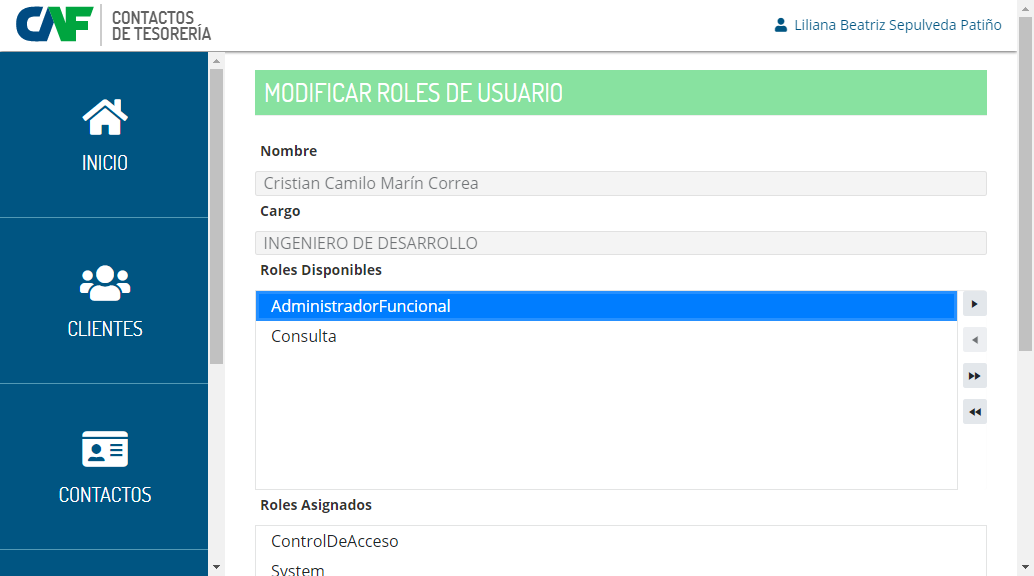 CAF CONTACTOS
DE TESORERÍA
Liliana Beatriz Sepulveda Patiño
INICIO
CLIENTES
CONTACTOS
MODIFICAR ROLES DE USUARIO
Nombre
Cristian Camilo Marín Correa
Cargo
INGENIERO DE DESARROLLO
Roles Disponibles
AdministradorFuncional
Consulta
Roles Asignados
ControlDeAcceso
System